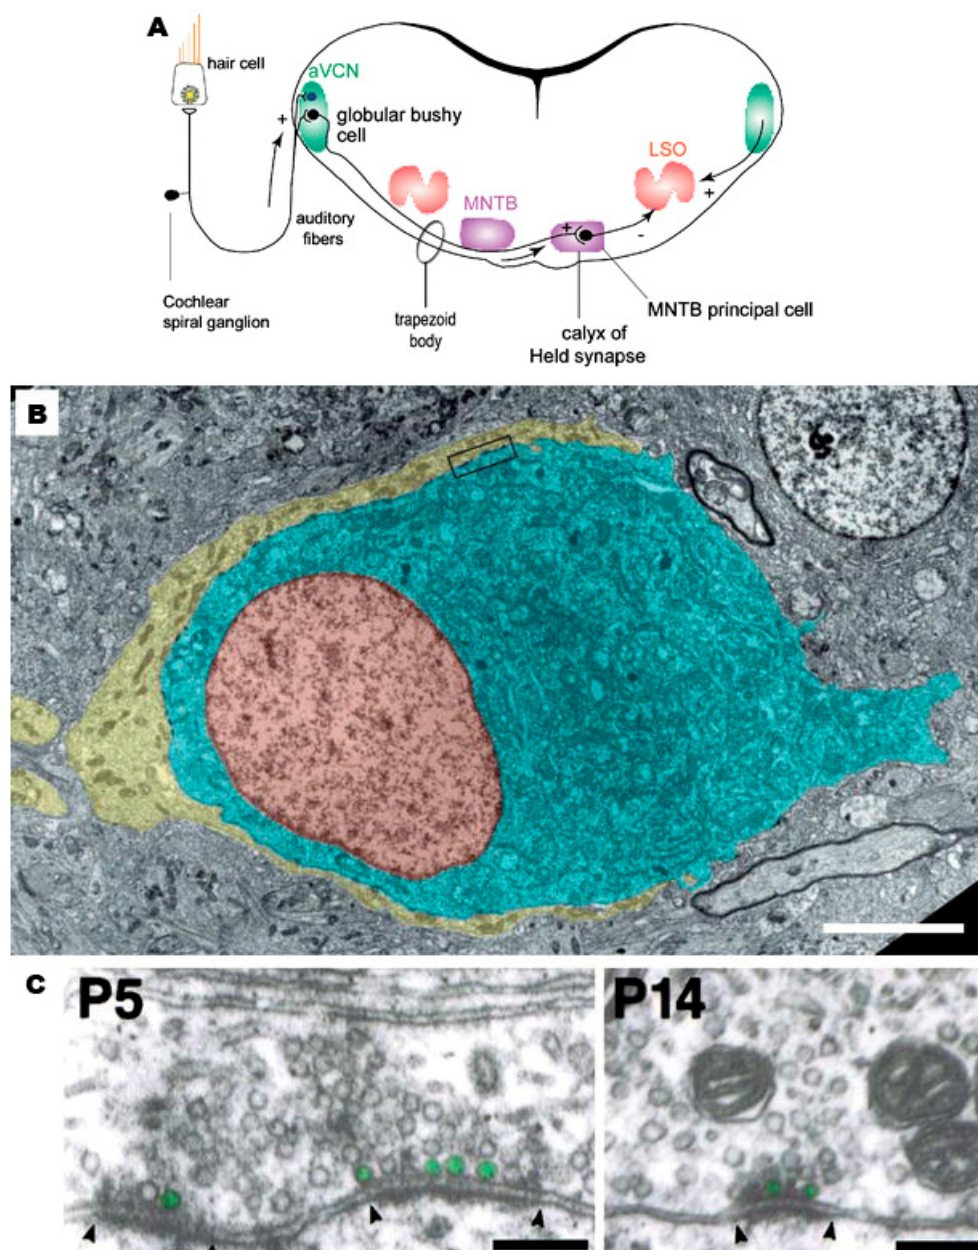 A
hair cell
aVCN
+
globular bushy
cell
LSO
+
MNTB
auditory
fibers
+
-
Cochlear
spiral ganglion
trapezoid
body
calyx of
Held synapse
MNTB principal cell
B
C
P5
P14